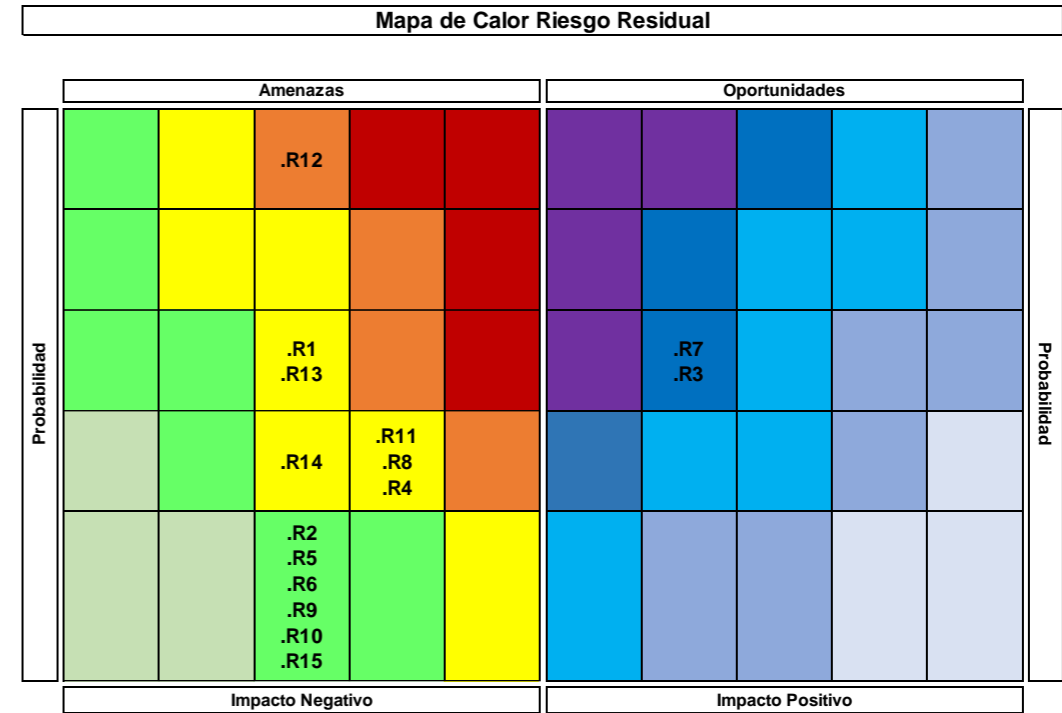 Mapa de Calor Riesgo Residual
Amenazas
Oportunidades
Probabilidad
Probabilidad
.R12
.R1
.R13
.R7
.R3
.R14
.R11
.R8
.R4
.R2
.R5
.R6
.R9
.R10
.R15
Impacto Negativo
Impacto Positivo